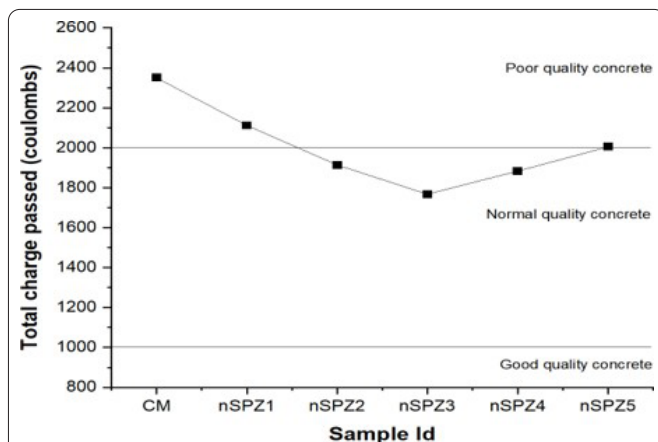 2600
2400
2200
2000
1800
1600
1400
1200
1000
800
Total charge passed (coulombs)
Poor quality concrete
Normal quality concrete
Good quality concrete
CM nSPZ1 nSPZ2 nSPZ3 nSPZ4 nSPZ5
Sample Id